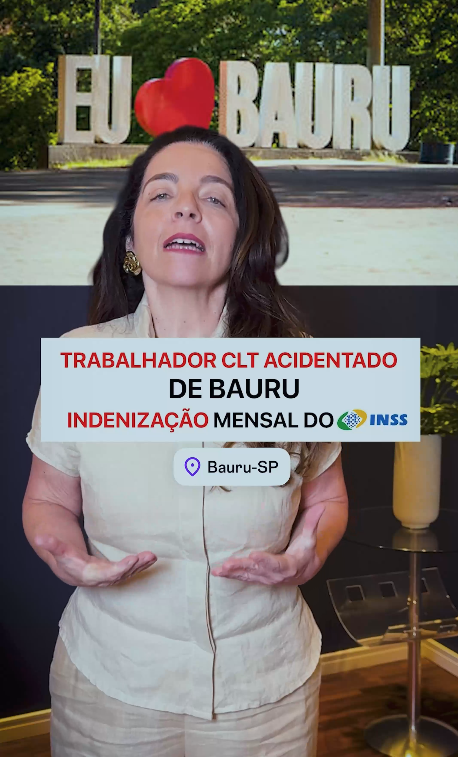 EU BAURU
TRABALHADOR CLT ACIDENTADO
DE BAURU
INDENIZAÇÃO MENSAL DO INSS
Bauru-SP